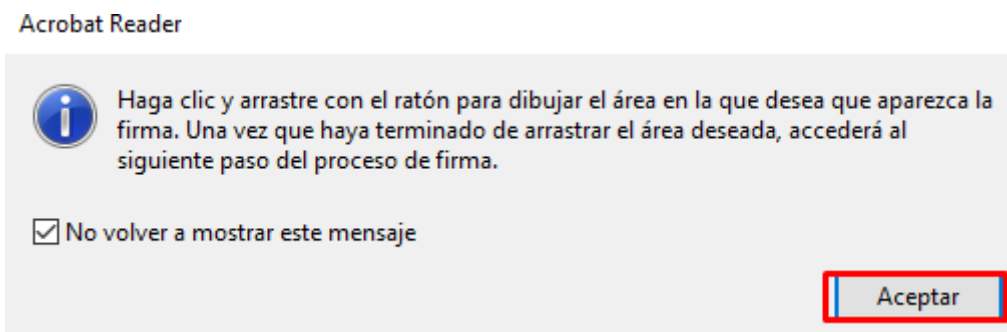 Acrobat Reader
Haga clic y arrastre con el ratón para dibujar el área en la que desea que aparezca la
firma. Una vez que haya terminado de arrastrar el área deseada, accederá al
siguiente paso del proceso de firma.
No volver a mostrar este mensaje
Aceptar